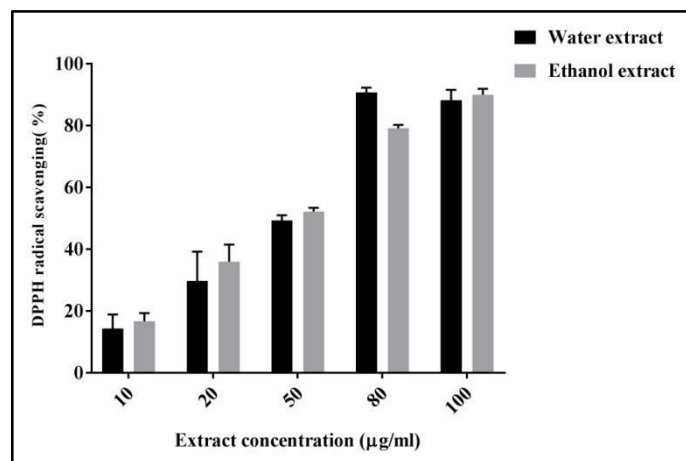 Water extract
Ethanol extract
100
80
60
40
20
0
DPPH radical scavenging( %)
10
20
50
80
100
Extract concentration (µg/ml)